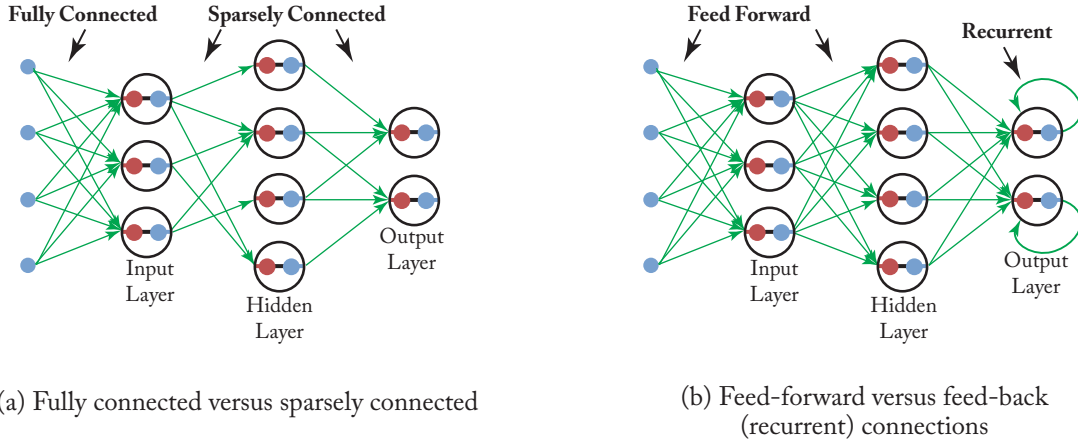 Fully Connected
Sparsely Connected
Input
Layer
Hidden
Layer
Output
Layer
(a) Fully connected versus sparsely connected
Feed Forward
Recurrent
Input
Layer
Hidden
Layer
Output
Layer
(b) Feed-forward versus feed-back
(recurrent) connections